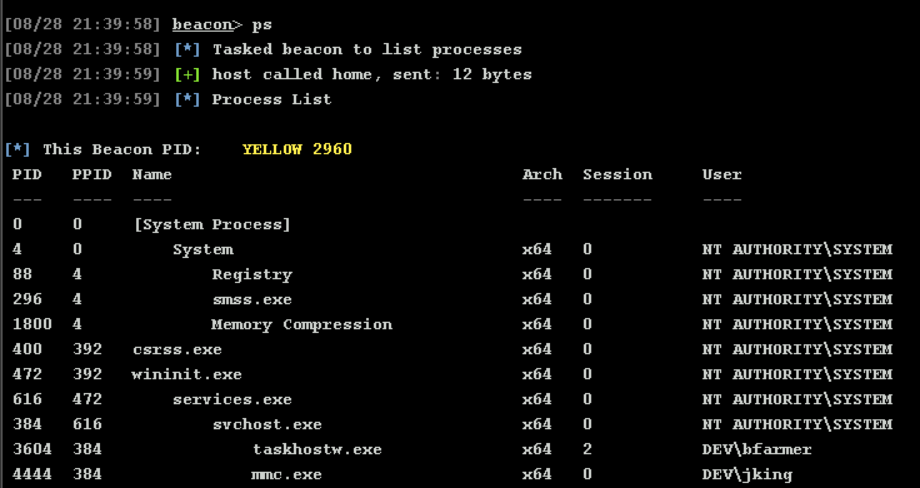 [08/28 21:39:58] beacon> ps
[08/28 21:39:58] [*] Tasked beacon to list processes
[08/28 21:39:59] [+] host called home, sent: 12 bytes
[08/28 21:39:59] [*] Process List
[*] This Beacon PID:    YELLOW 2960
PID   PPID  Name                                   Arch  Session     User
---   ----  ----                                   ----  -------     ----
0     0     [System Process]
4     0         System                             x64   0           NT AUTHORITY\SYSTEM
88    4             Registry                       x64   0           NT AUTHORITY\SYSTEM
296   4             smss.exe                       x64   0           NT AUTHORITY\SYSTEM
1800  4             Memory Compression             x64   0           NT AUTHORITY\SYSTEM
400   392   csrss.exe                              x64   0           NT AUTHORITY\SYSTEM
472   392   wininit.exe                            x64   0           NT AUTHORITY\SYSTEM
616   472       services.exe                       x64   0           NT AUTHORITY\SYSTEM
384   616           svchost.exe                    x64   0           NT AUTHORITY\SYSTEM
3604  384               taskhostw.exe              x64   2           DEV\bfarmer
4444  384               mmc.exe                    x64   0           DEV\jking